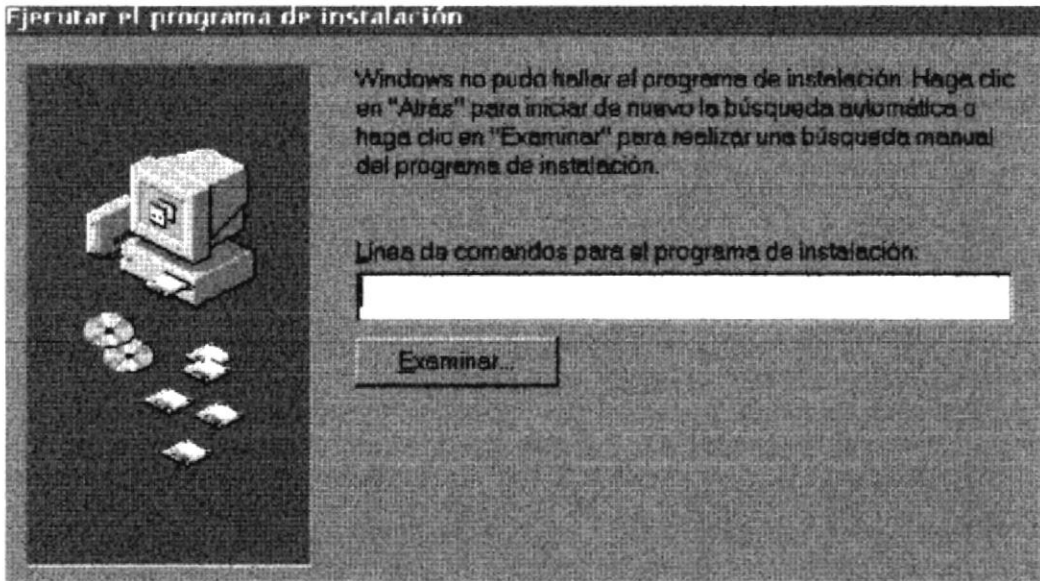 Ejecutar el programa de instalación
Windows no pudo hallar el programa de instalación. Haga clic
en "Atrás" para iniciar de nuevo la búsqueda automática o
haga clic en "Examinar" para realizar una búsqueda manual
del programa de instalación.
Línea de comandos para el programa de instalación:
Examinar...